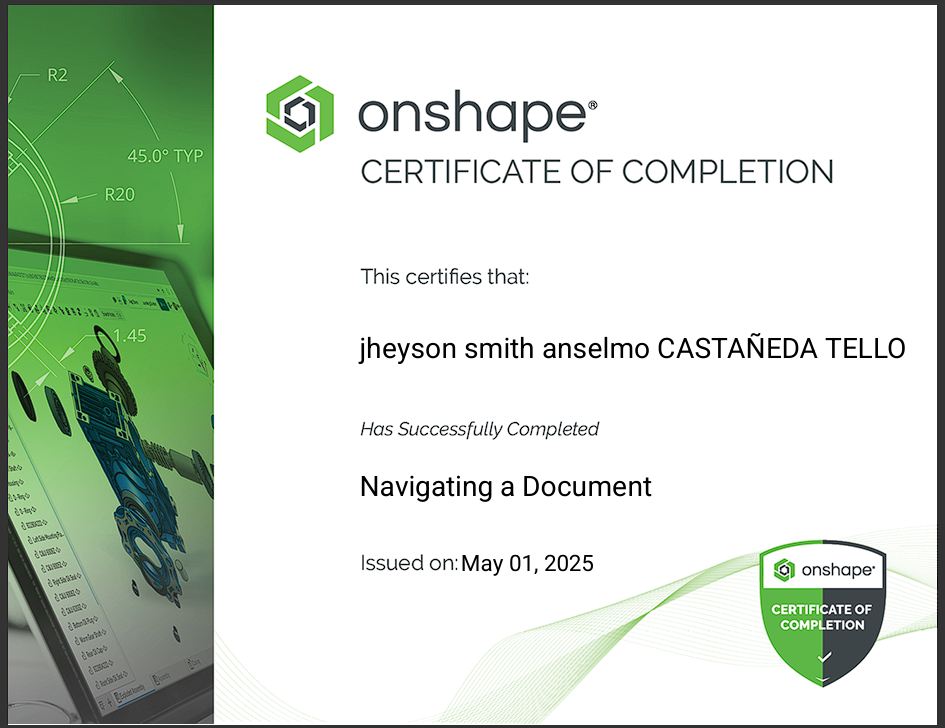 R2
45.0° TYP
R20
1.45
onshape®
CERTIFICATE OF COMPLETION
This certifies that:
jheyson smith anselmo CASTAÑEDA TELLO
Has Successfully Completed
Navigating a Document
Issued on: May 01, 2025
onshape®
CERTIFICATE OF
COMPLETION